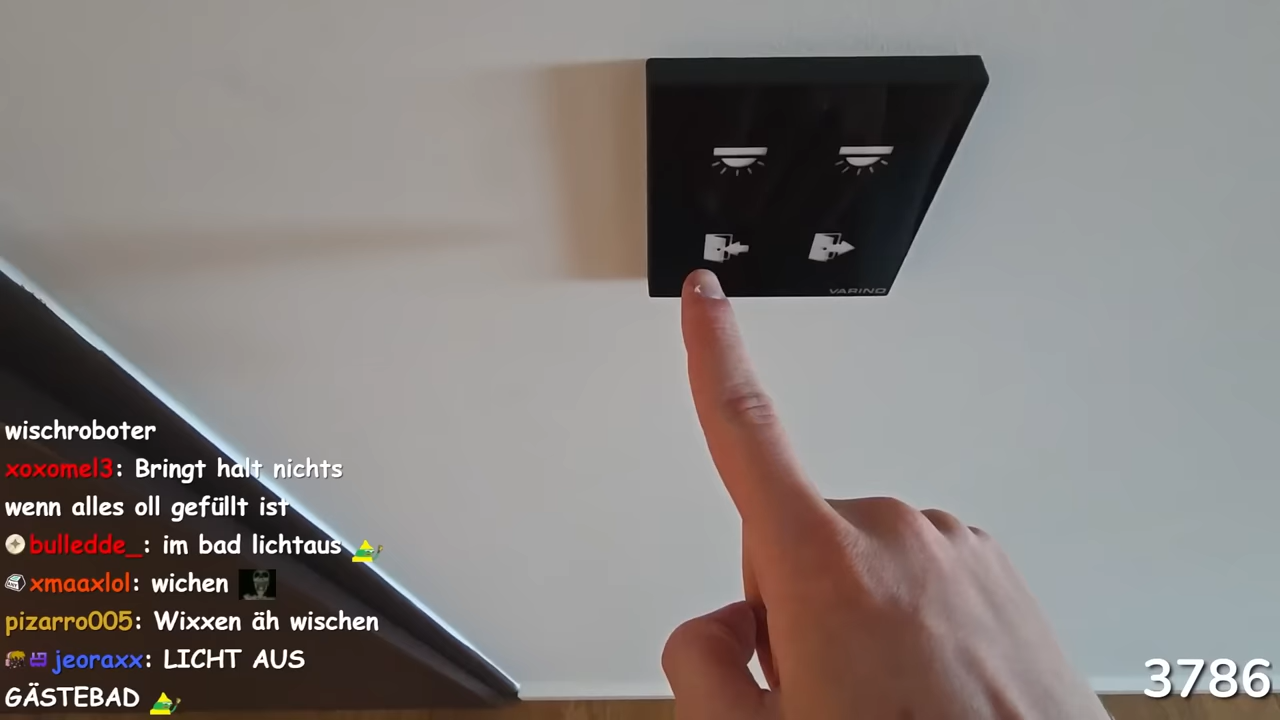 VARINO
wischroboter
xoxomel3: Bringt halt nichts
wenn alles oll gefüllt ist
bulledde_: im bad lichtaus
xmaaxlol: wichen
pizarro005: Wixxen äh wischen
jeoraxx: LICHT AUS
GÄSTEBAD
3786